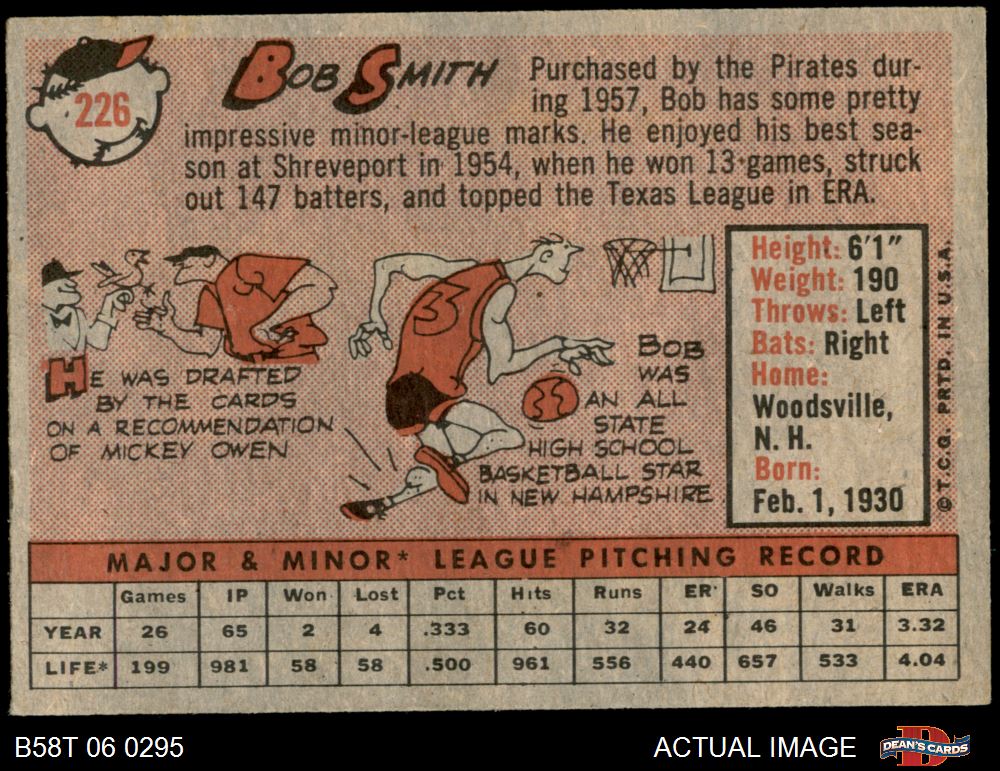 226
BOB SMITH
Purchased by the Pirates dur-
ing 1957, Bob has some pretty
impressive minor-league marks. He enjoyed his best sea-
son at Shreveport in 1954, when he won 13 games, struck
out 147 batters, and topped the Texas League in ERA.
HE WAS DRAFTED
BY THE CARDS
ON A RECOMMENDATION
OF MICKEY OWEN
33
BOB
WAS
AN ALL
STATE
HIGH SCHOOL
BASKETBALL STAR
IN NEW HAMPSHIRE
Height: 6'1"
Weight: 190
Throws: Left
Bats: Right
Home:
Woodsville,
N. H.
Born:
Feb. 1, 1930
© T.C.G. PRTD. IN U.S.A.
MAJOR & MINOR* LEAGUE PITCHING RECORD
Games IP Won Lost Pct Hits Runs ER SO Walks ERA
YEAR 26 65 2 4 .333 60 32 24 46 31 3.32
LIFE* 199 981 58 58 .500 961 556 440 657 533 4.04
B58T 06 0295 ACTUAL IMAGE DEAN'S CARDS